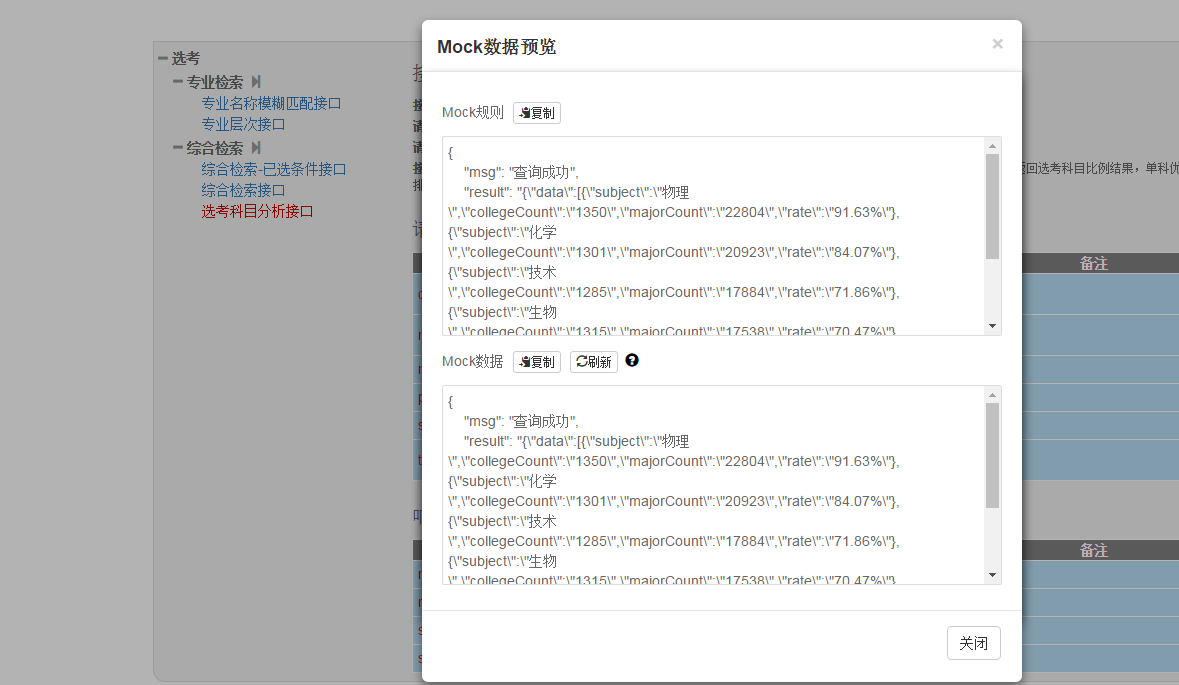 Mock数据预览
×
选考
专业检索
专业名称模糊匹配接口
专业层次接口
综合检索
综合检索-已选条件接口
综合检索接口
选考科目分析接口
Mock规则 复制
{
"msg": "查询成功",
"result": "{\"data\":[{\"subject\":\"物理
\",\"collegeCount\":\"1350\",\"majorCount\":\"22804\",\"rate\":\"91.63%\"},
{\"subject\":\"化学
\",\"collegeCount\":\"1301\",\"majorCount\":\"20923\",\"rate\":\"84.07%\"},
{\"subject\":\"技术
\",\"collegeCount\":\"1285\",\"majorCount\":\"17884\",\"rate\":\"71.86%\"},
{\"subject\":\"生物
\",\"collegeCount\":\"1315\",\"majorCount\":\"17538\",\"rate\":\"70.47%\"},
Mock数据 复制 刷新
{
"msg": "查询成功",
"result": "{\"data\":[{\"subject\":\"物理
\",\"collegeCount\":\"1350\",\"majorCount\":\"22804\",\"rate\":\"91.63%\"},
{\"subject\":\"化学
\",\"collegeCount\":\"1301\",\"majorCount\":\"20923\",\"rate\":\"84.07%\"},
{\"subject\":\"技术
\",\"collegeCount\":\"1285\",\"majorCount\":\"17884\",\"rate\":\"71.86%\"},
{\"subject\":\"生物
\",\"collegeCount\":\"1315\",\"majorCount\":\"17538\",\"rate\":\"70.47%\"},
关闭
回选考科目比例结果，单科优
备注
备注